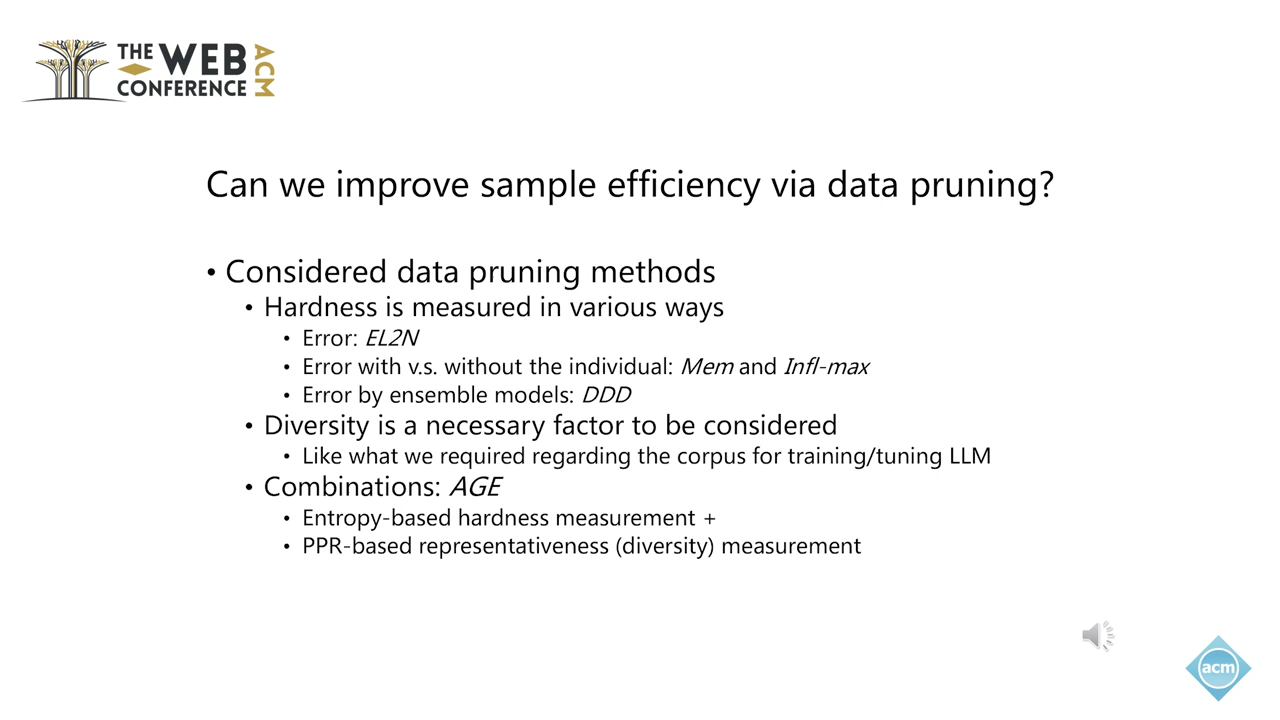 THE WEB CONFERENCE ACM
Can we improve sample efficiency via data pruning?
• Considered data pruning methods
• Hardness is measured in various ways
• Error: EL2N
• Error with v.s. without the individual: Mem and Infl-max
• Error by ensemble models: DDD
• Diversity is a necessary factor to be considered
• Like what we required regarding the corpus for training/tuning LLM
• Combinations: AGE
• Entropy-based hardness measurement +
• PPR-based representativeness (diversity) measurement
acm